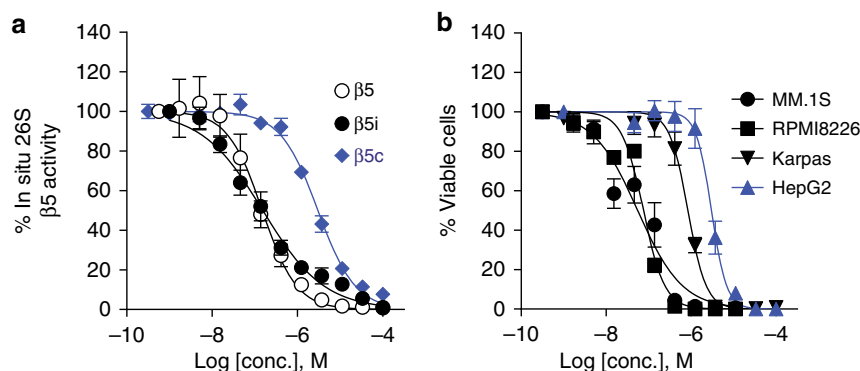 a
% In situ 26S
β5 activity
140
120
100
80
60
40
20
0
−10
−8
−6
−4
Log [conc.], M
β5
β5i
β5c
b
% Viable cells
140
120
100
80
60
40
20
0
−10
−8
−6
−4
Log [conc.], M
MM.1S
RPMI8226
Karpas
HepG2